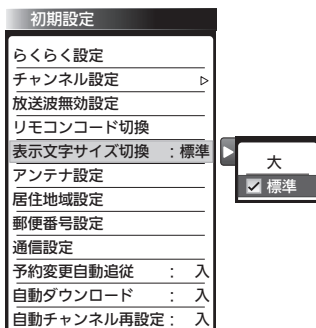 初期設定
らくらく設定
チャンネル設定
放送波無効設定
リモコンコード切換
表示文字サイズ切換 : 標準
アンテナ設定
居住地域設定
郵便番号設定
通信設定
予約変更自動追従 : 入
自動ダウンロード : 入
自動チャンネル再設定 : 入
大
標準